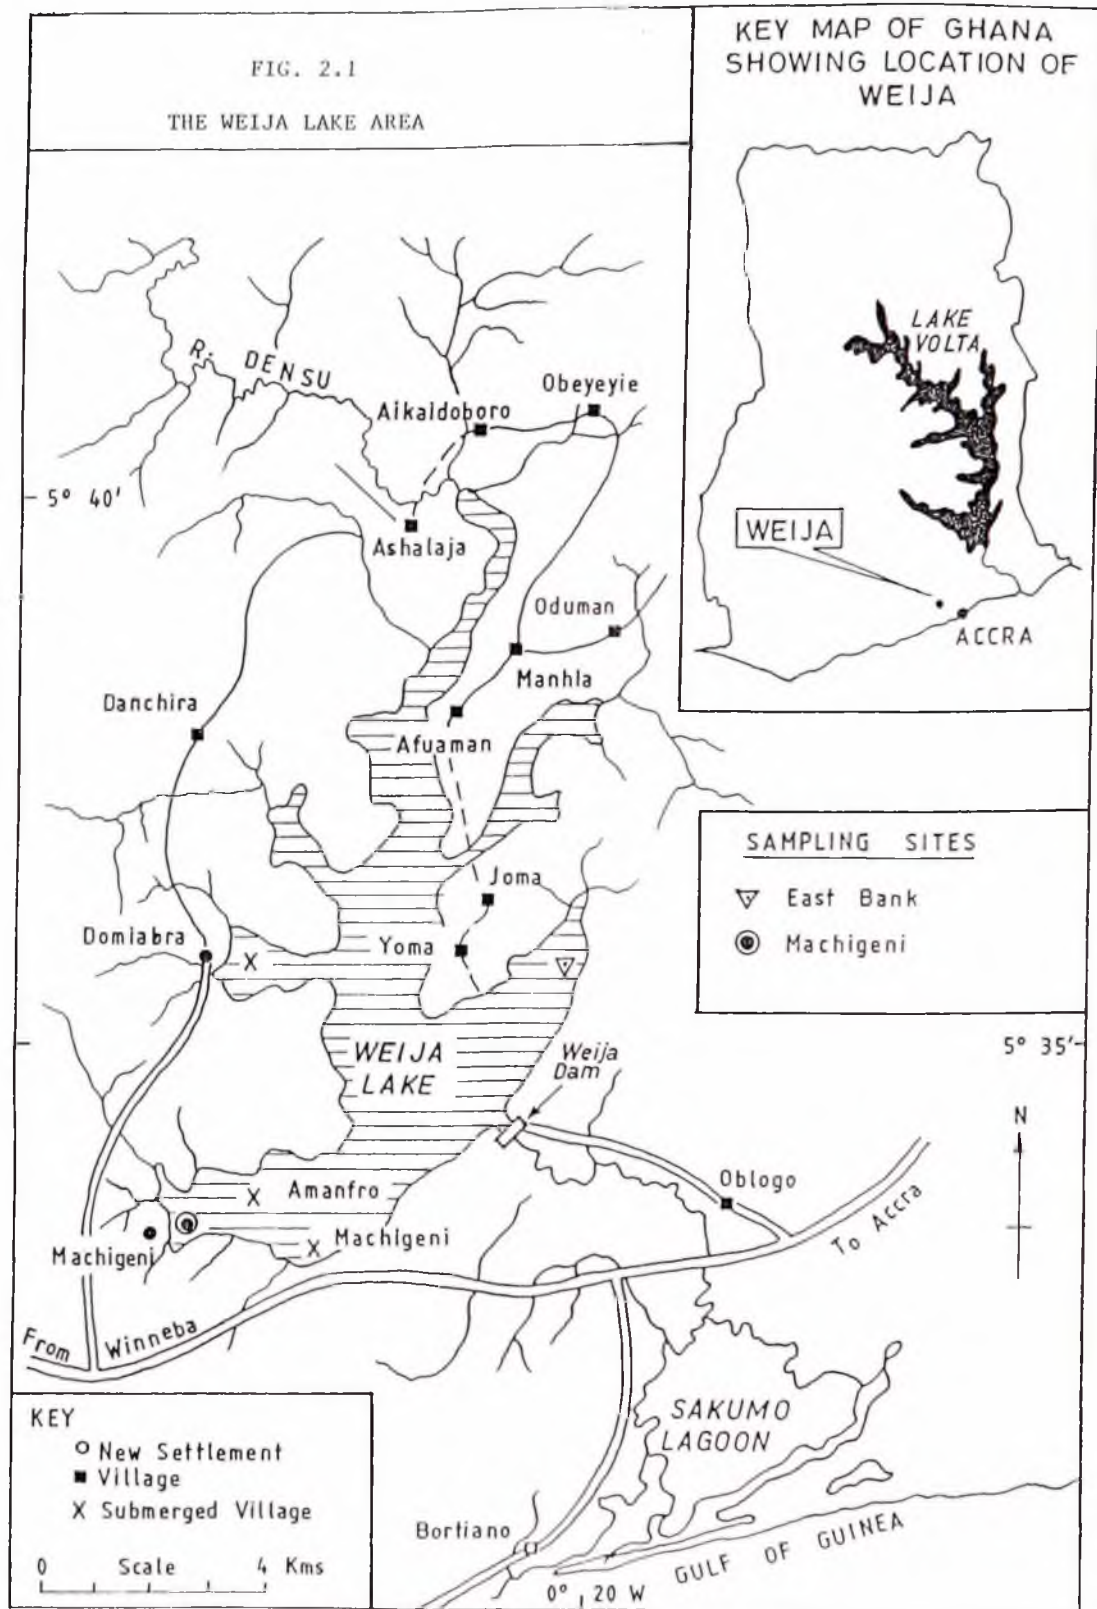 FIG. 2.1
THE WEIJA LAKE AREA
KEY MAP OF GHANA
SHOWING LOCATION OF
WEIJA
LAKE
VOLTA
WEIJA
ACCRA
R. DENSU
Obeyeyie
Aikaidoboro
5° 40'
Ashalaja
Oduman
Manhla
Danchira
Afuaman
SAMPLING SITES
East Bank
Machigeni
Joma
Domiabra
Yoma
WEIJA
LAKE
Weija
Dam
5° 35'
N
Amanfro
Oblogo
Machigeni
Machigeni
To Accra
From Winneba
KEY
O New Settlement
■ Village
X Submerged Village
0 Scale 4 Kms
SAKUMO
LAGOON
Bortiano
GULF OF GUINEA
0° 20 W